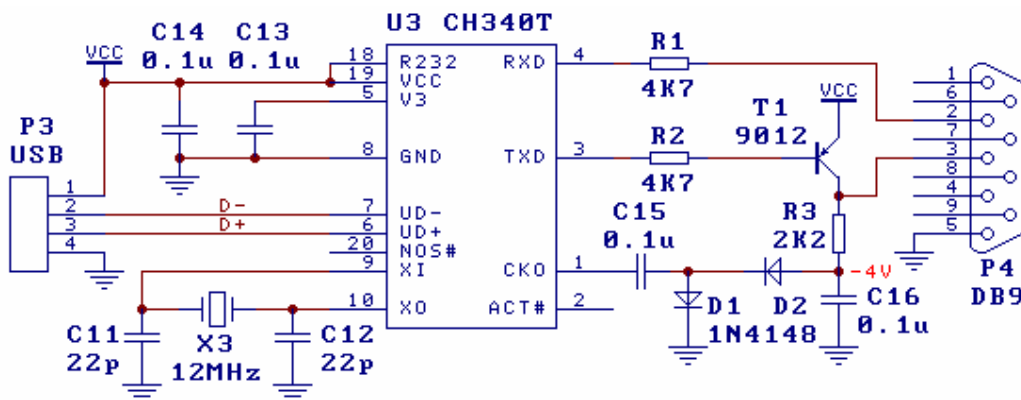 U3 CH340T
C14 C13
VCC
0.1u 0.1u
18 R232
19 VCC
5 V3
8 GND
7 UD-
6 UD+
20 NOS#
9 XI
10 XO
RXD 4
TXD 3
CKO 1
ACT# 2
P3
USB
1
2
3
4
D-
D+
C11
22p
X3
12MHz
C12
22p
R1
4K7
R2
4K7
T1
9012
VCC
C15
0.1u
R3
2K2
-4V
D1
1N4148
D2
C16
0.1u
1
6
2
7
3
8
4
9
5
P4
DB9